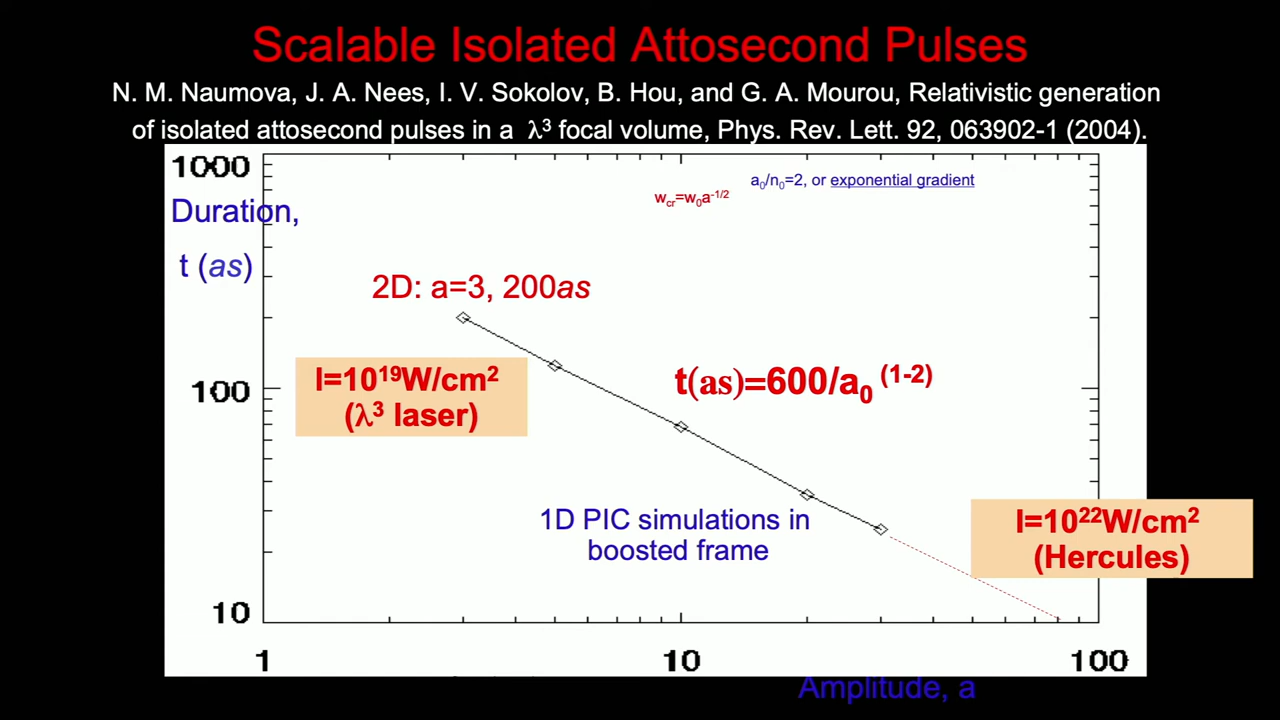 Scalable Isolated Attosecond Pulses
N. M. Naumova, J. A. Nees, I. V. Sokolov, B. Hou, and G. A. Mourou, Relativistic generation
of isolated attosecond pulses in a λ³ focal volume, Phys. Rev. Lett. 92, 063902-1 (2004).
1000
Duration,
t (as)
a₀/n₀=2, or exponential gradient
w_cr=w₀a⁻¹/²
2D: a=3, 200as
I=10¹⁹W/cm²
(λ³ laser)
t(as)=600/a₀ (1-2)
100
1D PIC simulations in
boosted frame
I=10²²W/cm²
(Hercules)
10
1 10 100
Amplitude, a